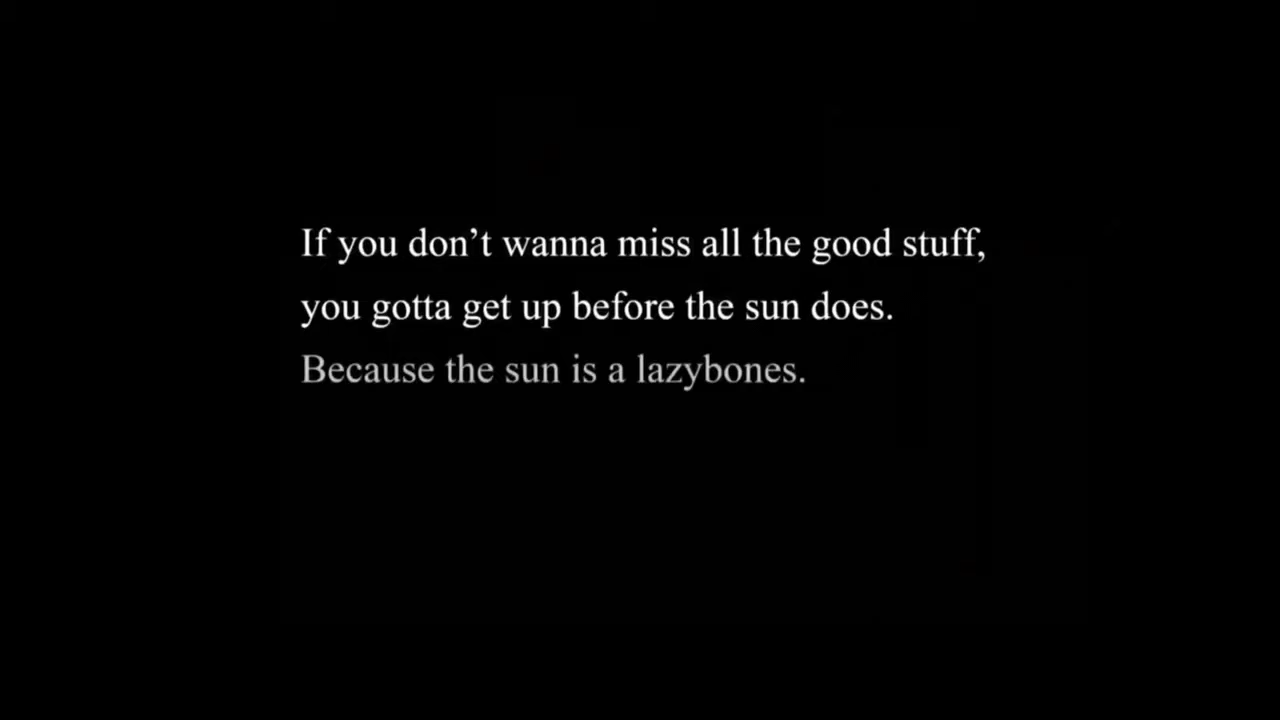 If you don’t wanna miss all the good stuff,
you gotta get up before the sun does.
Because the sun is a lazybones.